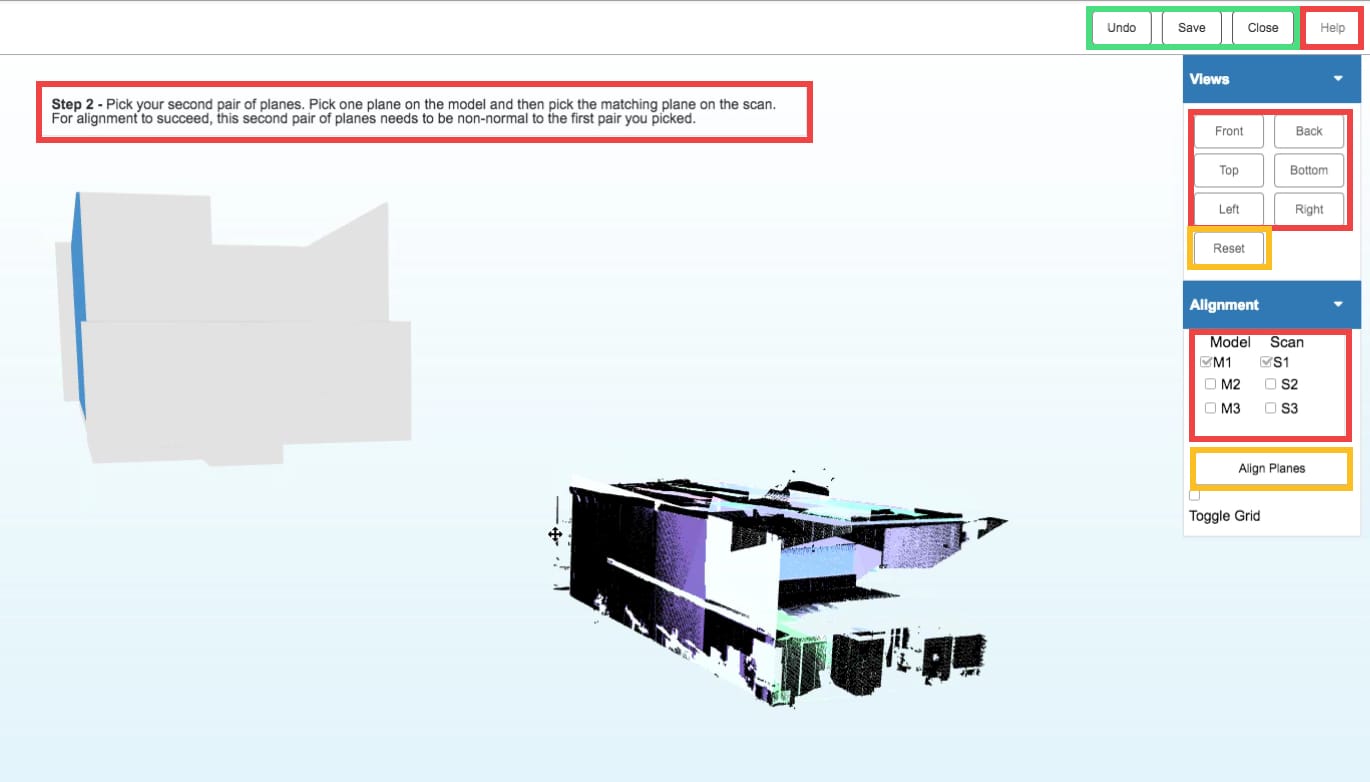 Undo Save Close Help
Step 2 - Pick your second pair of planes. Pick one plane on the model and then pick the matching plane on the scan.
For alignment to succeed, this second pair of planes needs to be non-normal to the first pair you picked.
Views
Front Back
Top Bottom
Left Right
Reset
Alignment
Model Scan
M1 S1
M2 S2
M3 S3
Align Planes
Toggle Grid